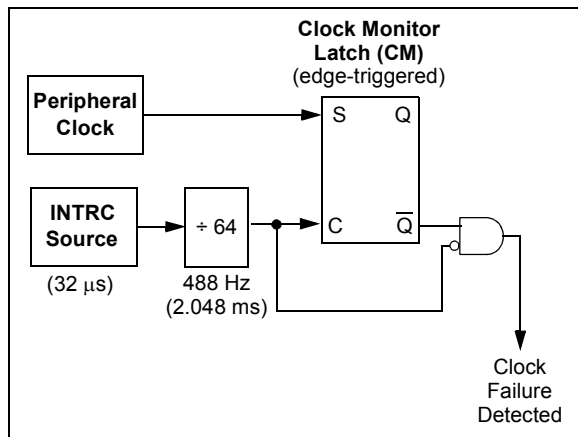 Clock Monitor
Latch (CM)
(edge-triggered)
Peripheral
Clock
S
Q
INTRC
Source
÷ 64
C
Q̅
(32 μs)
488 Hz
(2.048 ms)
Clock
Failure
Detected